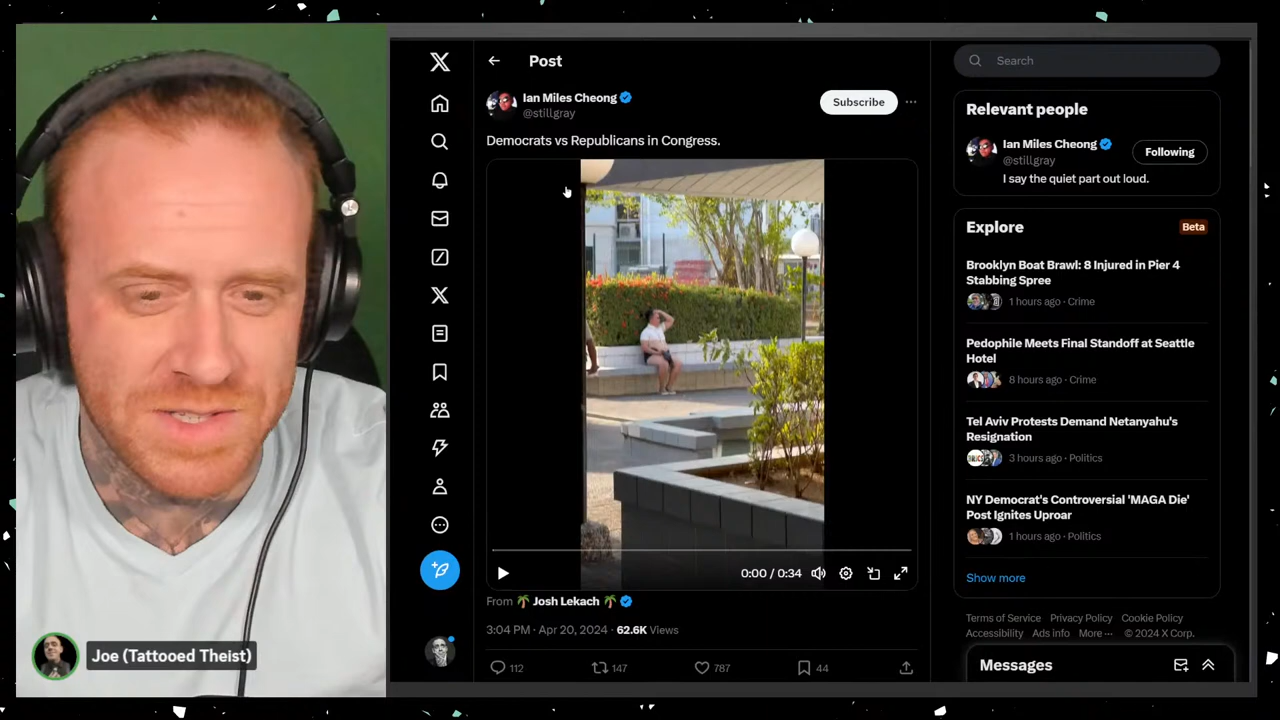 Post
Ian Miles Cheong
@stillgray
Subscribe
Democrats vs Republicans in Congress.
0:00 / 0:34
From 🌴 Josh Lekach 🌴
3:04 PM · Apr 20, 2024 · 62.6K Views
112
147
787
44
Search
Relevant people
Ian Miles Cheong
@stillgray
Following
I say the quiet part out loud.
Explore
Beta
Brooklyn Boat Brawl: 8 Injured in Pier 4
Stabbing Spree
1 hours ago · Crime
Pedophile Meets Final Standoff at Seattle
Hotel
8 hours ago · Crime
Tel Aviv Protests Demand Netanyahu's
Resignation
3 hours ago · Politics
NY Democrat's Controversial 'MAGA Die'
Post Ignites Uproar
1 hours ago · Politics
Show more
Terms of Service Privacy Policy Cookie Policy
Accessibility Ads info More ··· © 2024 X Corp.
Messages
Joe (Tattooed Theist)